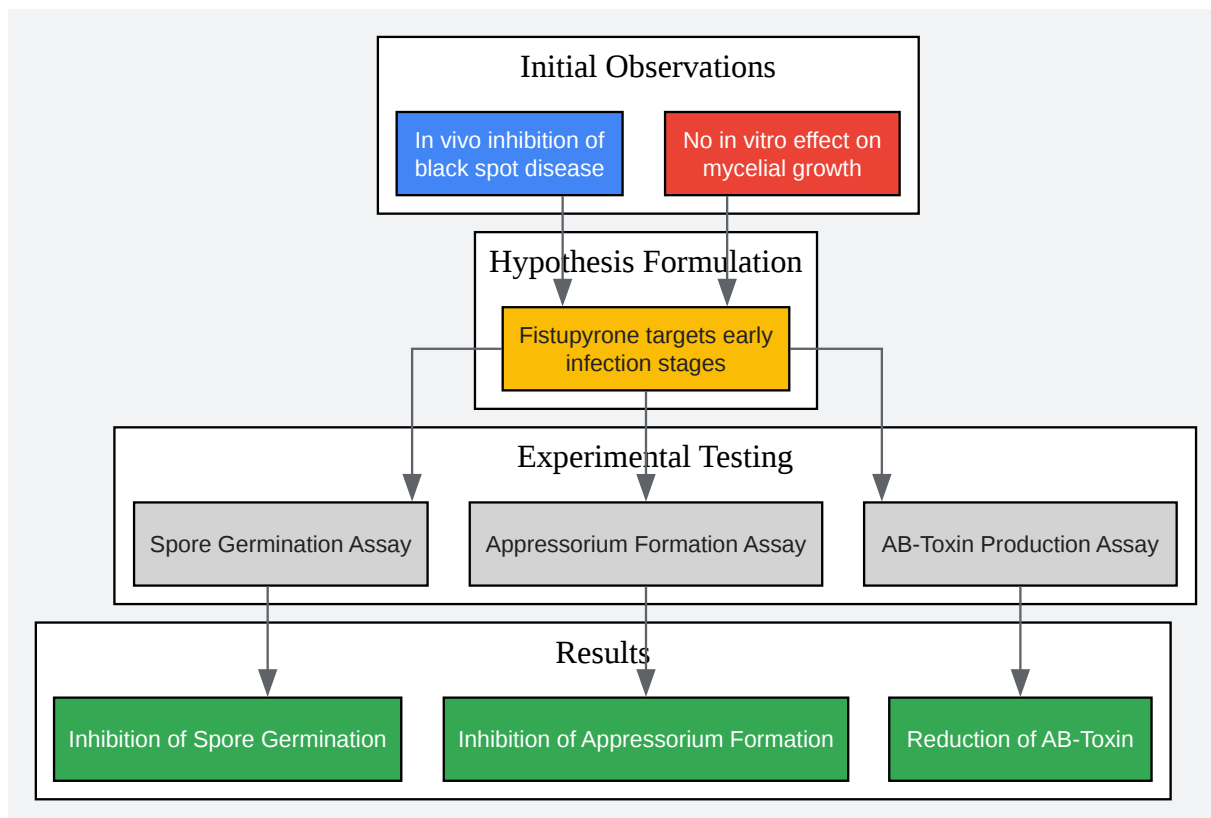 Initial Observations
In vivo inhibition of
black spot disease
No in vitro effect on
mycelial growth
Hypothesis Formulation
Fistupyrone targets early
infection stages
Experimental Testing
Spore Germination Assay
Appressorium Formation Assay
AB-Toxin Production Assay
Results
Inhibition of Spore Germination
Inhibition of Appressorium Formation
Reduction of AB-Toxin